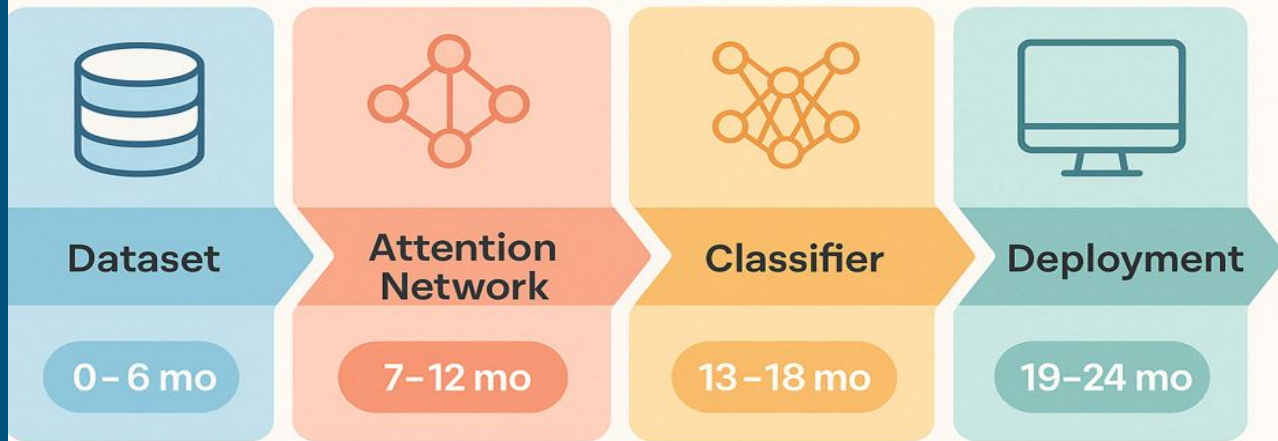 Dataset
Attention
Network
Classifier
Deployment
0–6 mo
7–12 mo
13–18 mo
19–24 mo